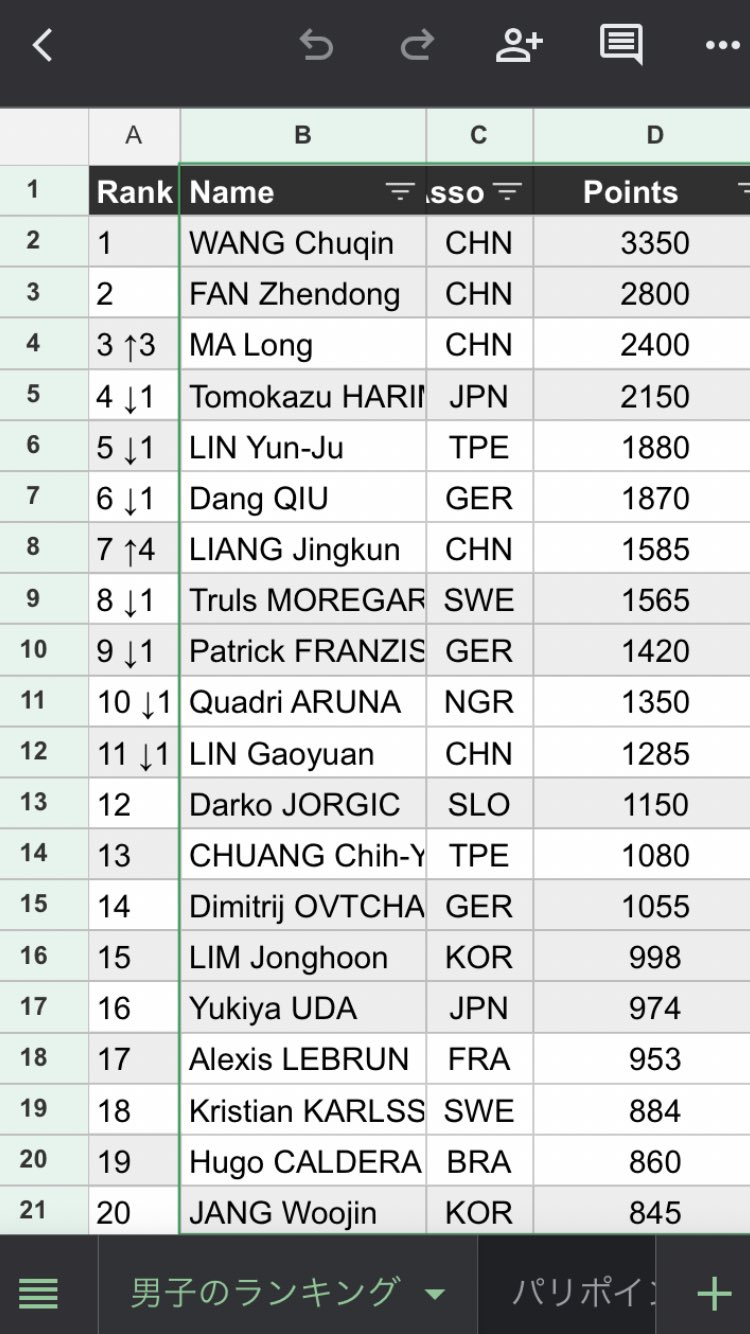 A B C D
1 Rank Name sso Points
2 1 WANG Chuqin CHN 3350
3 2 FAN Zhendong CHN 2800
4 3 ↑3 MA Long CHN 2400
5 4 ↓1 Tomokazu HARI JPN 2150
6 5 ↓1 LIN Yun-Ju TPE 1880
7 6 ↓1 Dang QIU GER 1870
8 7 ↑4 LIANG Jingkun CHN 1585
9 8 ↓1 Truls MOREGAR SWE 1565
10 9 ↓1 Patrick FRANZIS GER 1420
11 10 ↓1 Quadri ARUNA NGR 1350
12 11 ↓1 LIN Gaoyuan CHN 1285
13 12 Darko JORGIC SLO 1150
14 13 CHUANG Chih-Y TPE 1080
15 14 Dimitrij OVTCHA GER 1055
16 15 LIM Jonghoon KOR 998
17 16 Yukiya UDA JPN 974
18 17 Alexis LEBRUN FRA 953
19 18 Kristian KARLSS SWE 884
20 19 Hugo CALDERA BRA 860
21 20 JANG Woojin KOR 845
男子のランキング パリポイン